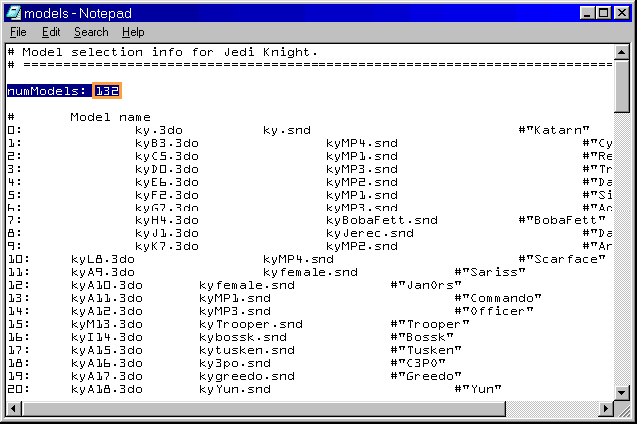 models - Notepad
File Edit Search Help
# Model selection info for Jedi Knight.
# ==========================================================================
numModels: 132
# Model name
0: ky.3do ky.snd #"Katarn"
1: kyB3.3do kyMP4.snd #"Cy
2: kyC5.3do kyMP1.snd #"Re
3: kyD0.3do kyMP3.snd #"Tr
4: kyE6.3do kyMP2.snd #"Da
5: kyF2.3do kyMP1.snd #"Si
6: kyG7.3do kyMP3.snd #"Ac
7: kyH4.3do kyBobaFett.snd #"BobaFett"
8: kyJ1.3do kyJerec.snd #"Da
9: kyK7.3do kyMP2.snd #"Ar
10: kyL8.3do kyMP4.snd #"Scarface"
11: kyA9.3do kyfemale.snd #"Sariss"
12: kyA10.3do kyfemale.snd #"Jan0rs"
13: kyA11.3do kyMP1.snd #"Commando"
14: kyA12.3do kyMP3.snd #"Officer"
15: kyM13.3do kyTrooper.snd #"Trooper"
16: kyI14.3do kybossk.snd #"Bossk"
17: kyA15.3do kytusken.snd #"Tusken"
18: kyA16.3do ky3po.snd #"C3P0"
19: kyA17.3do kygreedo.snd #"Greedo"
20: kyA18.3do kyYun.snd #"Yun"